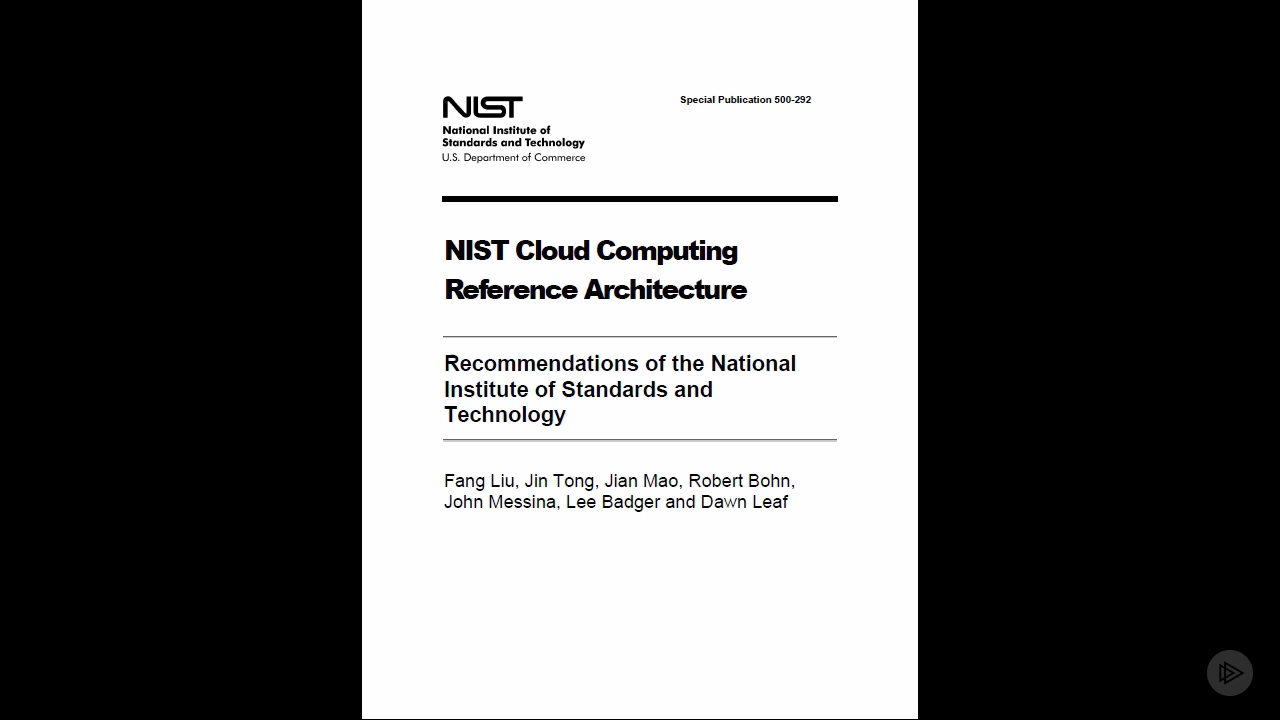 NIST
National Institute of
Standards and Technology
U.S. Department of Commerce
Special Publication 500-292
NIST Cloud Computing
Reference Architecture
Recommendations of the National
Institute of Standards and
Technology
Fang Liu, Jin Tong, Jian Mao, Robert Bohn,
John Messina, Lee Badger and Dawn Leaf